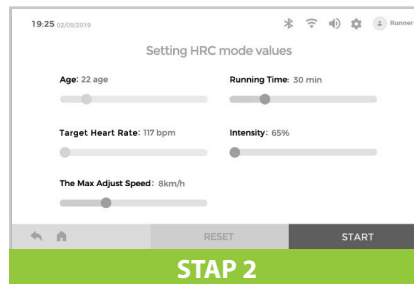 19:25 02/08/2019 Runner
Setting HRC mode values
Age: 22 age Running Time: 30 min
Target Heart Rate: 117 bpm Intensity: 65%
The Max Adjust Speed: 8km/h
RESET START
STAP 2